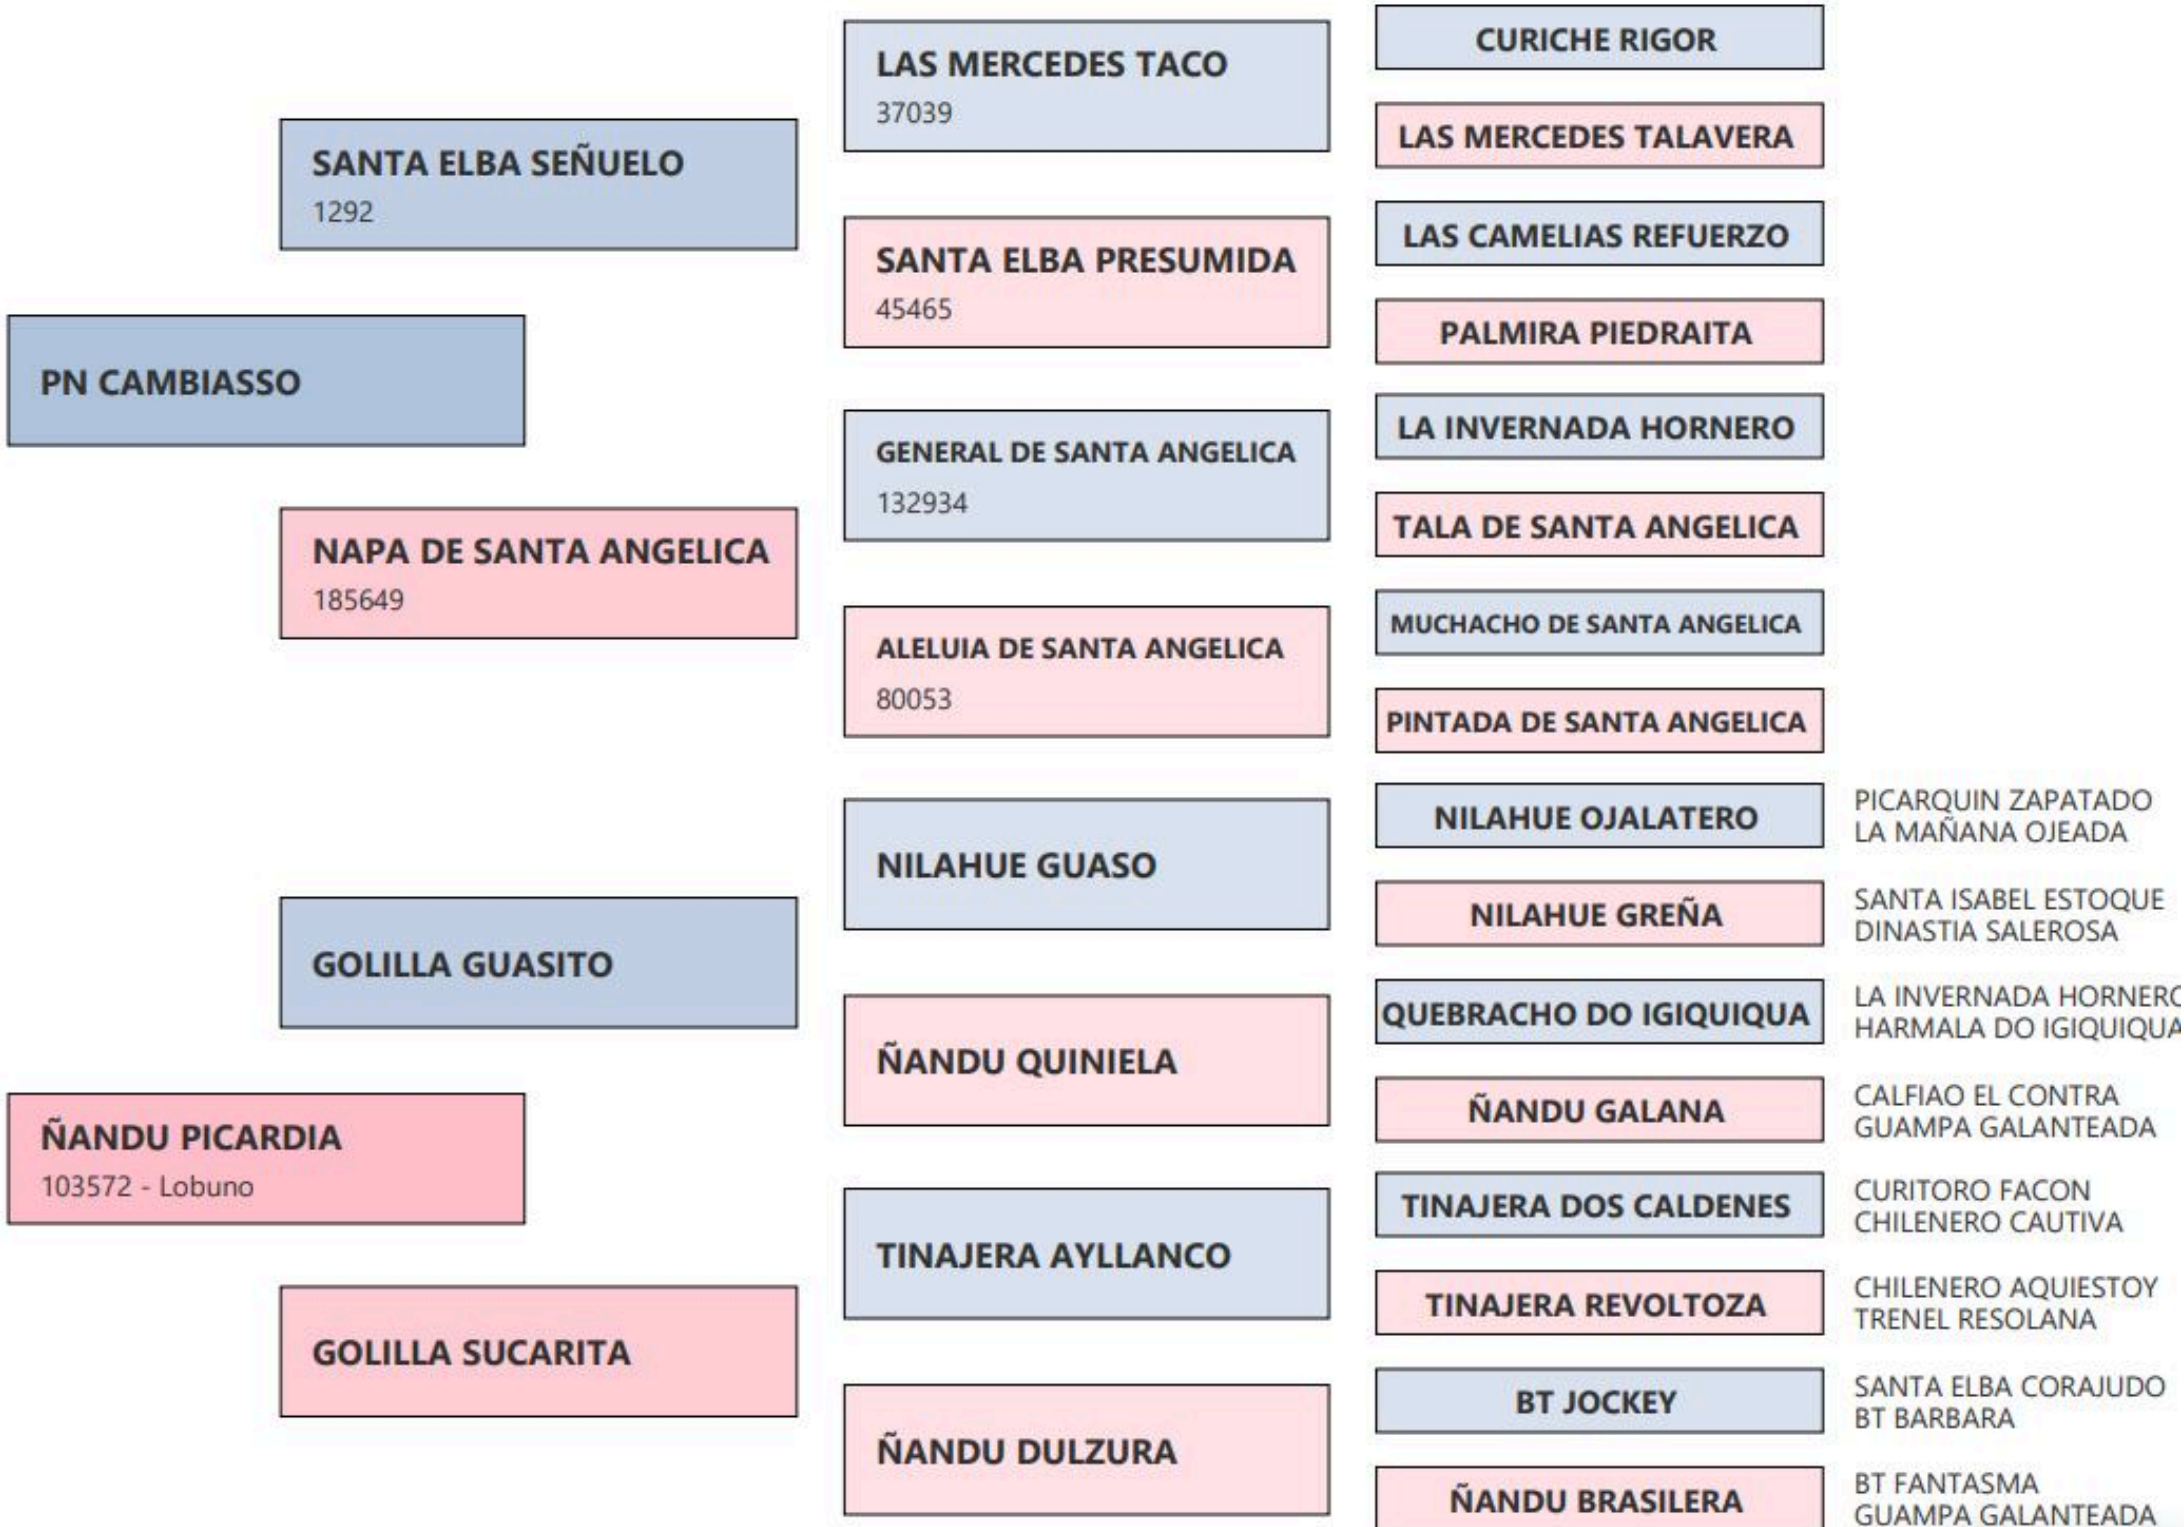 PN CAMBIASSO
SANTA ELBA SEÑUELO
1292
LAS MERCEDES TACO
37039
CURICHE RIGOR
LAS MERCEDES TALAVERA
SANTA ELBA PRESUMIDA
45465
LAS CAMELIAS REFUERZO
PALMIRA PIEDRAITA
NAPA DE SANTA ANGELICA
185649
GENERAL DE SANTA ANGELICA
132934
LA INVERNADA HORNERO
TALA DE SANTA ANGELICA
ALELUIA DE SANTA ANGELICA
80053
MUCHACHO DE SANTA ANGELICA
PINTADA DE SANTA ANGELICA
ÑANDU PICARDIA
103572 - Lobuno
GOLILLA GUASITO
NILAHUE GUASO
NILAHUE OJALATERO
PICARQUIN ZAPATADO
LA MAÑANA OJEADA
NILAHUE GREÑA
SANTA ISABEL ESTOQUE
DINASTIA SALEROSA
ÑANDU QUINIELA
QUEBRACHO DO IGIQUIQUA
LA INVERNADA HORNERO
HARMALA DO IGIQUIQUA
ÑANDU GALANA
CALFIAO EL CONTRA
GUAMPA GALANTEADA
GOLILLA SUCARITA
TINAJERA AYLLANCO
TINAJERA DOS CALDENES
CURITORO FACON
CHILENERO CAUTIVA
TINAJERA REVOLTOZA
CHILENERO AQUIESTOY
TRENEL RESOLANA
ÑANDU DULZURA
BT JOCKEY
SANTA ELBA CORAJUDO
BT BARBARA
ÑANDU BRASILERA
BT FANTASMA
GUAMPA GALANTEADA